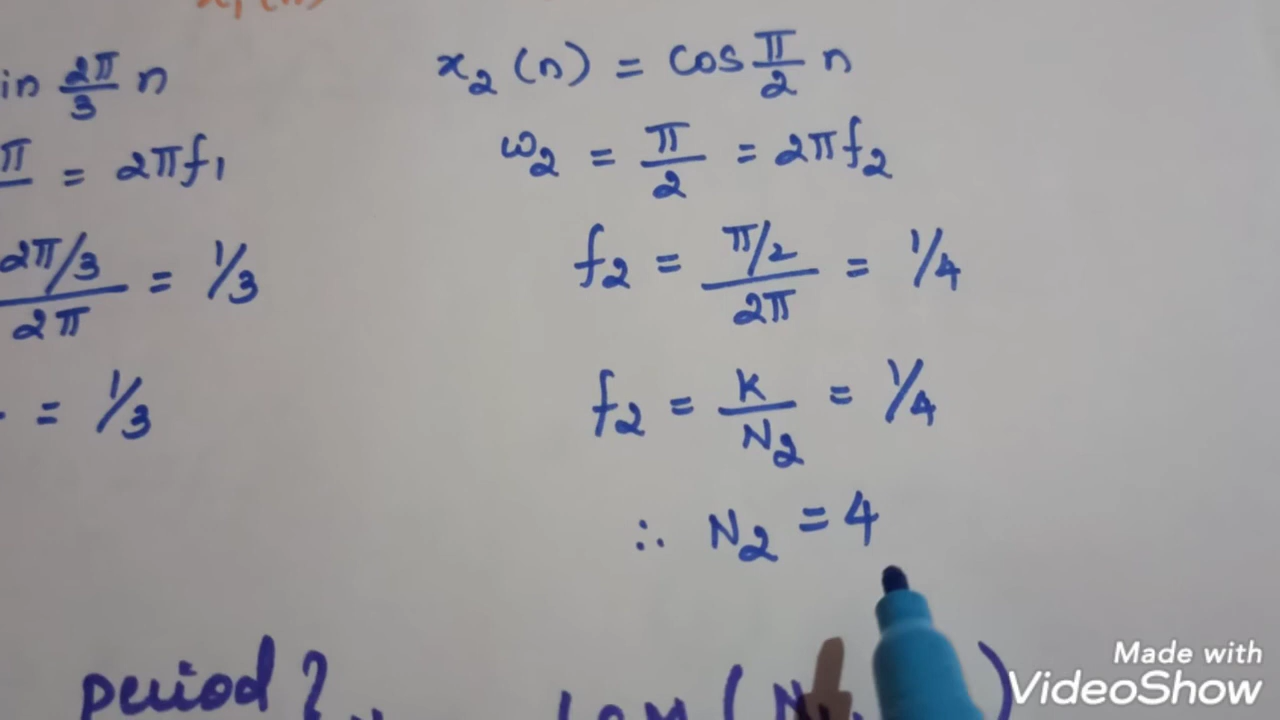 in 2π/3 n
π = 2πf₁
2π/3 / 2π = 1/3
= 1/3
x₂(n) = cos π/2 n
ω₂ = π/2 = 2πf₂
f₂ = π/2 / 2π = 1/4
f₂ = K/N₂ = 1/4
∴ N₂ = 4
period?
Made with
VideoShow